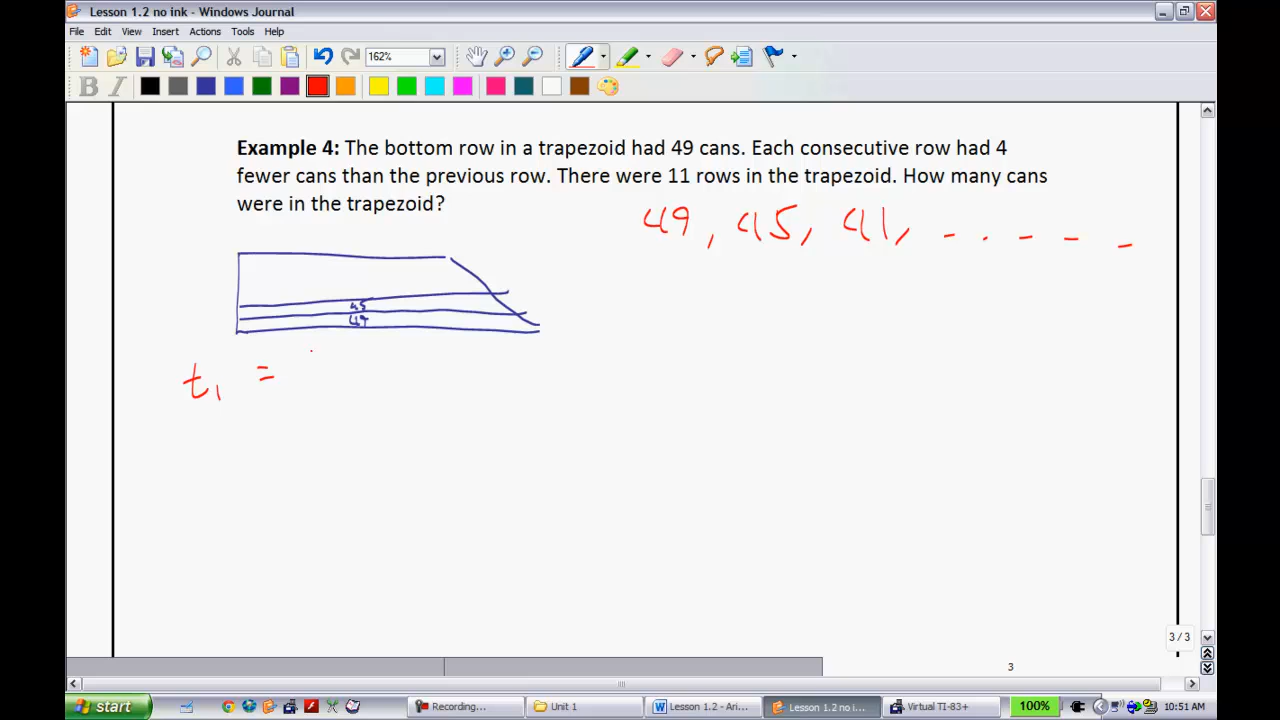 Lesson 1.2 no ink - Windows Journal
File Edit View Insert Actions Tools Help
162%
B I
Example 4: The bottom row in a trapezoid had 49 cans. Each consecutive row had 4
fewer cans than the previous row. There were 11 rows in the trapezoid. How many cans
were in the trapezoid?
49, 45, 41, - . - - -
45
49
t1 =
3 / 3
3
start Recording... Unit 1 Lesson 1.2 - Ari... Lesson 1.2 no i... Virtual TI-83+ 100% 10:51 AM